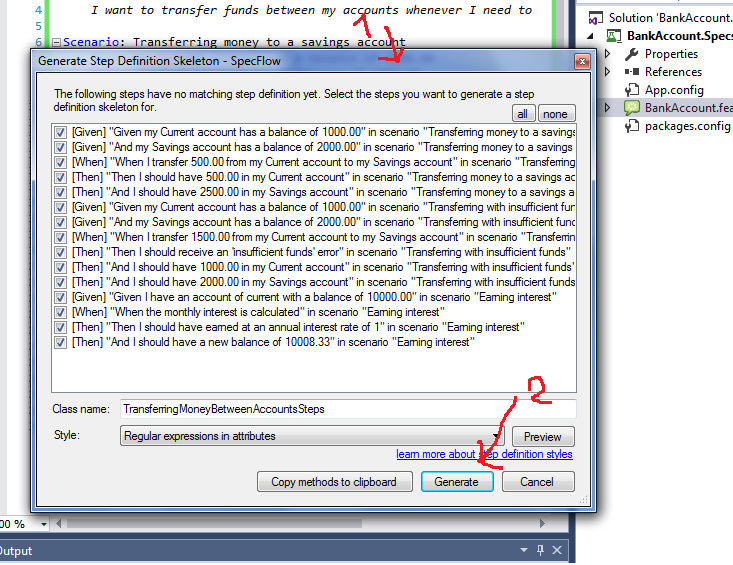 4 I want to transfer funds between my accounts whenever I need to
1
5
6 Scenario: Transferring money to a savings account
Solution 'BankAccount.
BankAccount.Specs
Properties
References
App.config
BankAccount.fea
packages.config
Generate Step Definition Skeleton - SpecFlow
The following steps have no matching step definition yet. Select the steps you want to generate a step
definition skeleton for.
all none
[Given] "Given my Current account has a balance of 1000.00" in scenario "Transferring money to a savings
[Given] "And my Savings account has a balance of 2000.00" in scenario "Transferring money to a savings
[When] "When I transfer 500.00 from my Current account to my Savings account" in scenario "Transferring
[Then] "Then I should have 500.00 in my Current account" in scenario "Transferring money to a savings ac
[Then] "And I should have 2500.00 in my Savings account" in scenario "Transferring money to a savings a
[Given] "Given my Current account has a balance of 1000.00" in scenario "Transferring with insufficient fund
[Given] "And my Savings account has a balance of 2000.00" in scenario "Transferring with insufficient func
[When] "When I transfer 1500.00 from my Current account to my Savings account" in scenario "Transferrin
[Then] "Then I should receive an 'insufficient funds' error" in scenario "Transferring with insufficient funds"
[Then] "And I should have 1000.00 in my Current account" in scenario "Transferring with insufficient funds"
[Then] "And I should have 2000.00 in my Savings account" in scenario "Transferring with insufficient funds
[Given] "Given I have an account of current with a balance of 10000.00" in scenario "Earning interest"
[When] "When the monthly interest is calculated" in scenario "Earning interest"
[Then] "Then I should have earned at an annual interest rate of 1" in scenario "Earning interest"
[Then] "And I should have a new balance of 10008.33" in scenario "Earning interest"
2
Class name: TransferringMoneyBetweenAccountsSteps
Style: Regular expressions in attributes Preview
learn more about step definition styles
Copy methods to clipboard Generate Cancel
00 %
Output